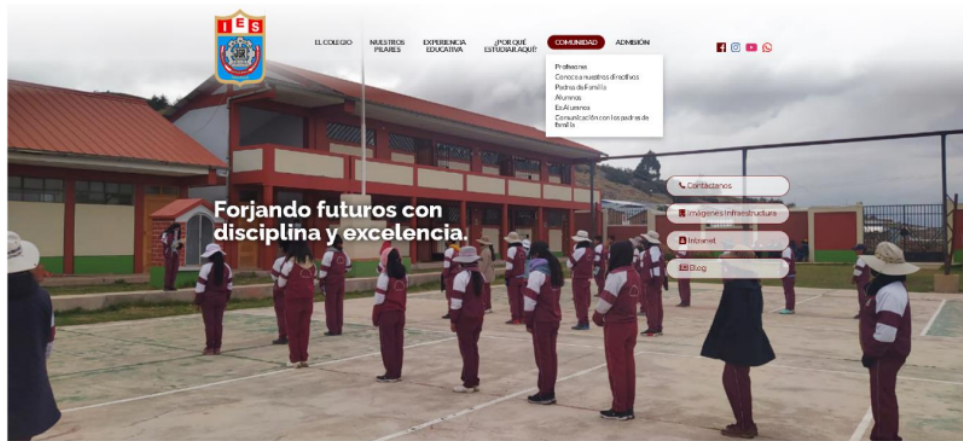 IES
EL COLEGIO
NUESTROS
PILARES
EXPERIENCIA
EDUCATIVA
¿POR QUÉ
ESTUDIAR AQUÍ?
COMUNIDAD
ADMISIÓN
Profesores
Conoce a nuestros directivos
Padres de Familia
Alumnos
Ex Alumnos
Comunicación con los padres de
familia
Contáctanos
Imágenes Infraestructura
Intranet
Blog
Forjando futuros con
disciplina y excelencia.